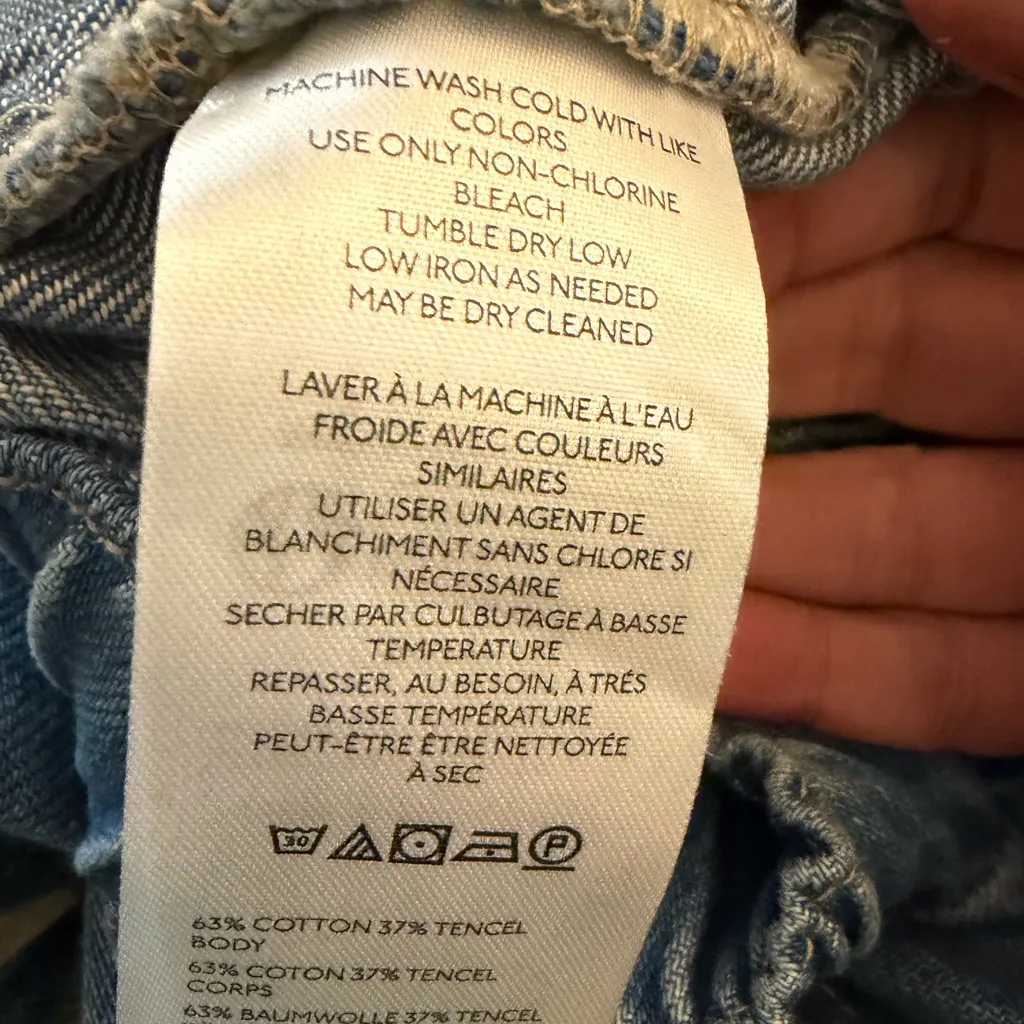 MACHINE WASH COLD WITH LIKE
COLORS
USE ONLY NON-CHLORINE
BLEACH
TUMBLE DRY LOW
LOW IRON AS NEEDED
MAY BE DRY CLEANED
LAVER À LA MACHINE À L'EAU
FROIDE AVEC COULEURS
SIMILAIRES
UTILISER UN AGENT DE
BLANCHIMENT SANS CHLORE SI
NÉCESSAIRE
SECHER PAR CULBUTAGE À BASSE
TEMPERATURE
REPASSER, AU BESOIN, À TRÉS
BASSE TEMPÉRATURE
PEUT-ÊTRE ÊTRE NETTOYÉE
À SEC
30 P
63% COTTON 37% TENCEL
BODY
63% COTON 37% TENCEL
CORPS
63% BAUMWOLLE 37% TENCEL